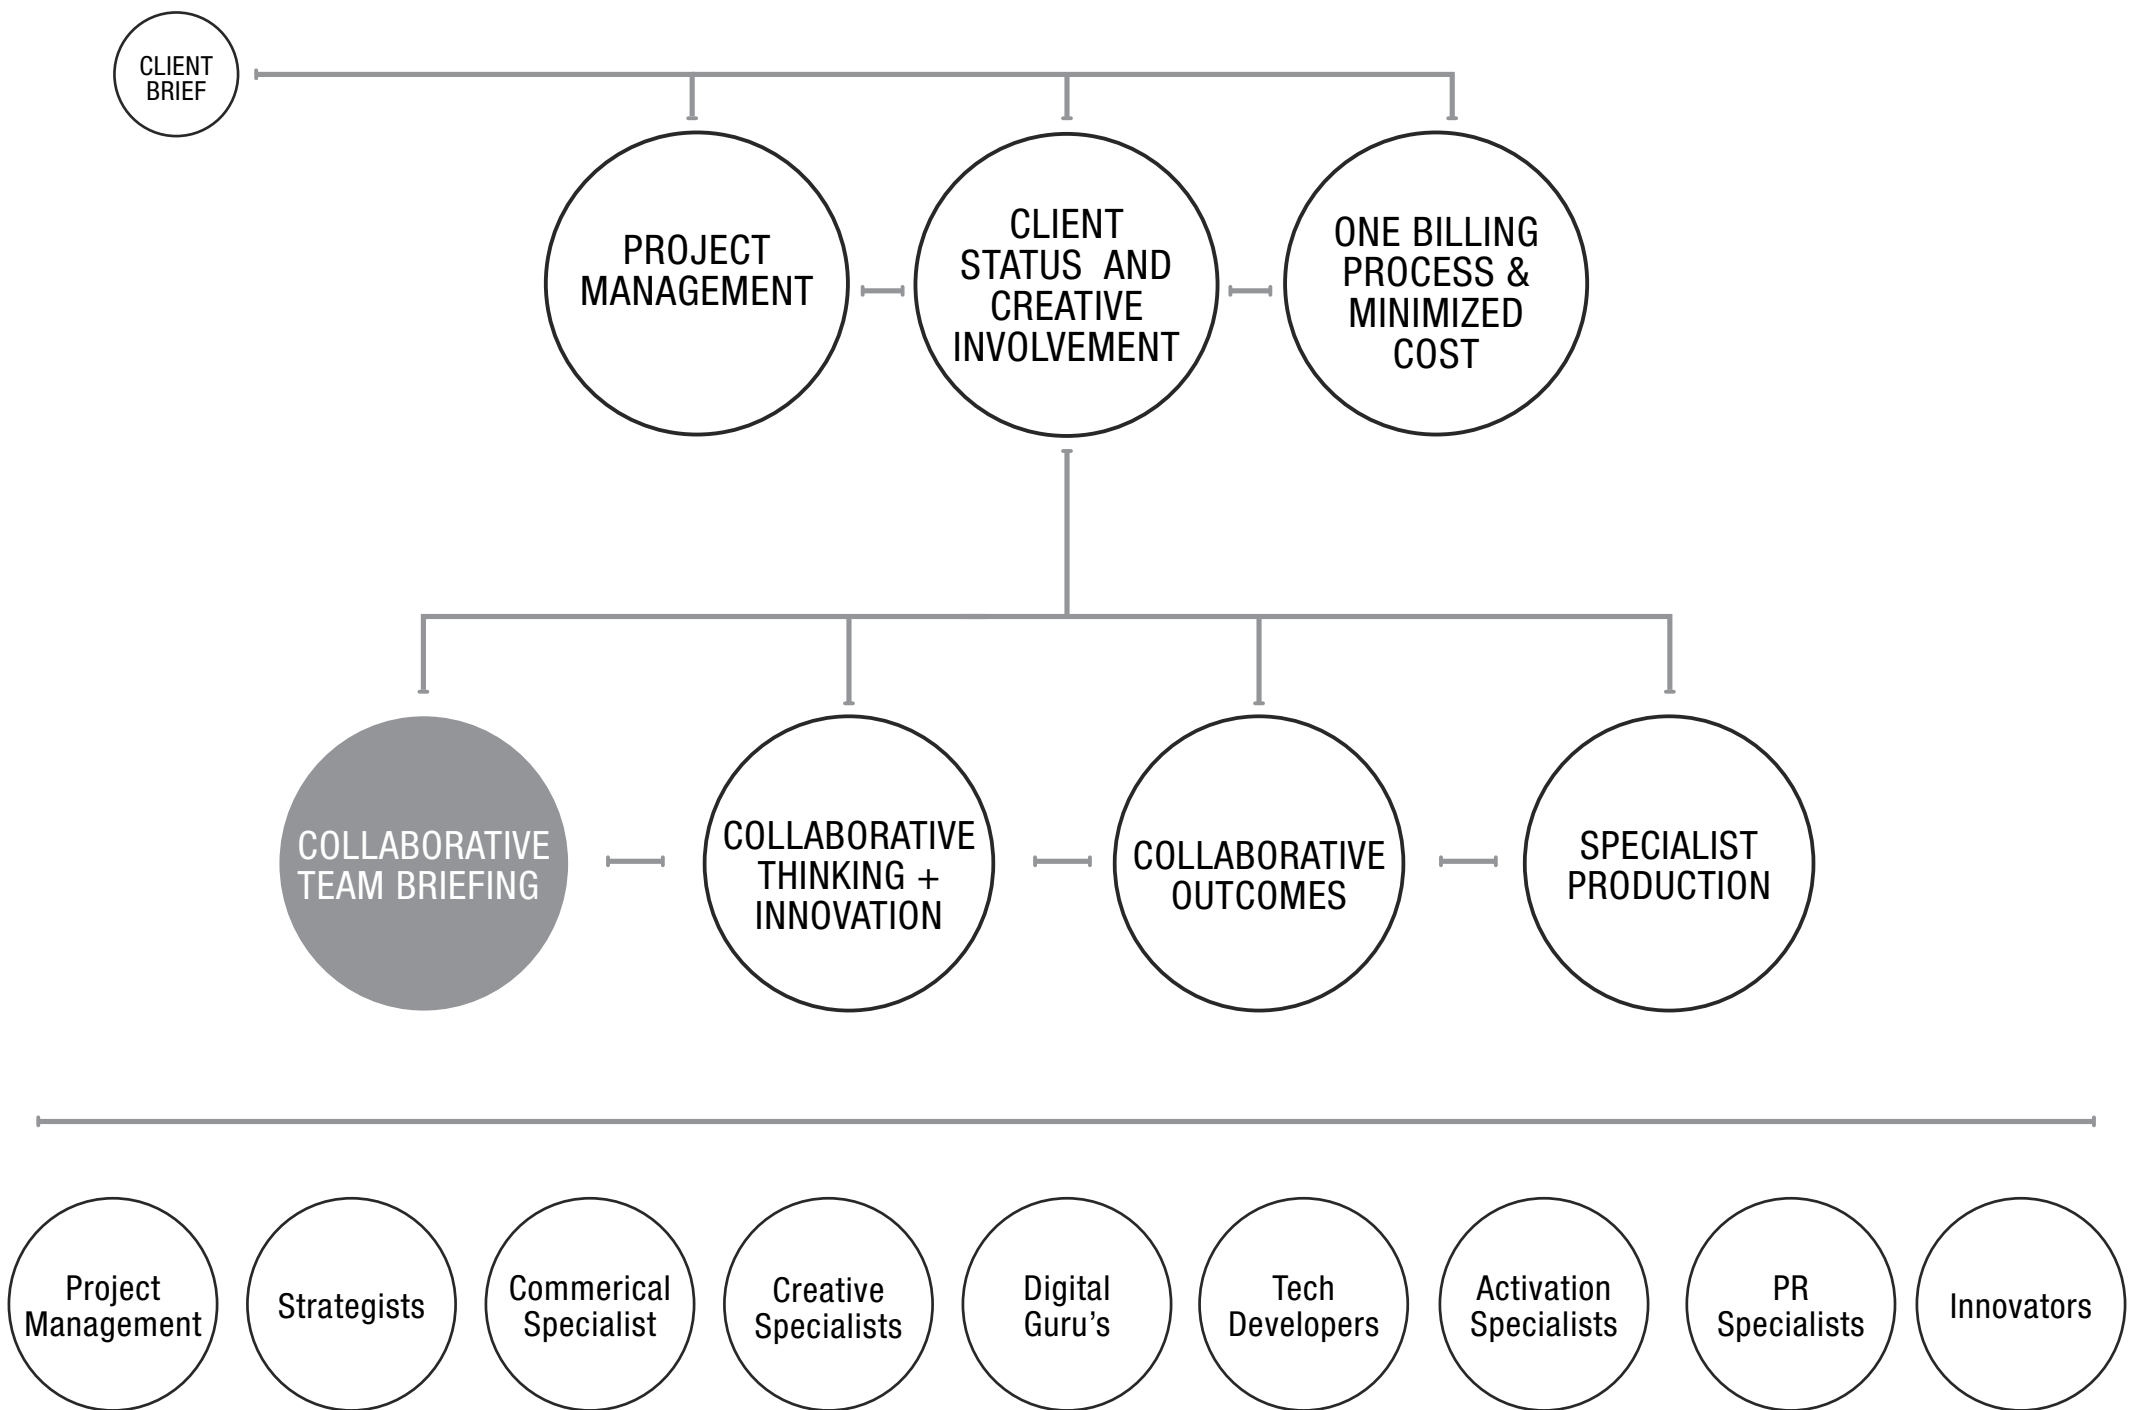 CLIENT
BRIEF
PROJECT
MANAGEMENT
CLIENT
STATUS AND
CREATIVE
INVOLVEMENT
ONE BILLING
PROCESS &
MINIMIZED
COST
COLLABORATIVE
TEAM BRIEFING
COLLABORATIVE
THINKING +
INNOVATION
COLLABORATIVE
OUTCOMES
SPECIALIST
PRODUCTION
Project
Management
Strategists
Commerical
Specialist
Creative
Specialists
Digital
Guru’s
Tech
Developers
Activation
Specialists
PR
Specialists
Innovators